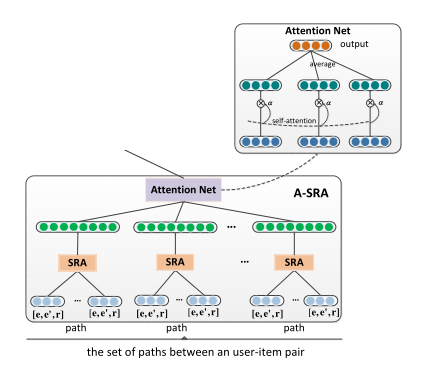 Attention Net
output
average
α α α
self-attention
Attention Net
A-SRA
...
SRA SRA ... SRA
... ... ...
[e,e',r] [e,e',r] [e,e',r] [e,e',r] [e,e',r] [e,e',r]
path path path
the set of paths between an user-item pair